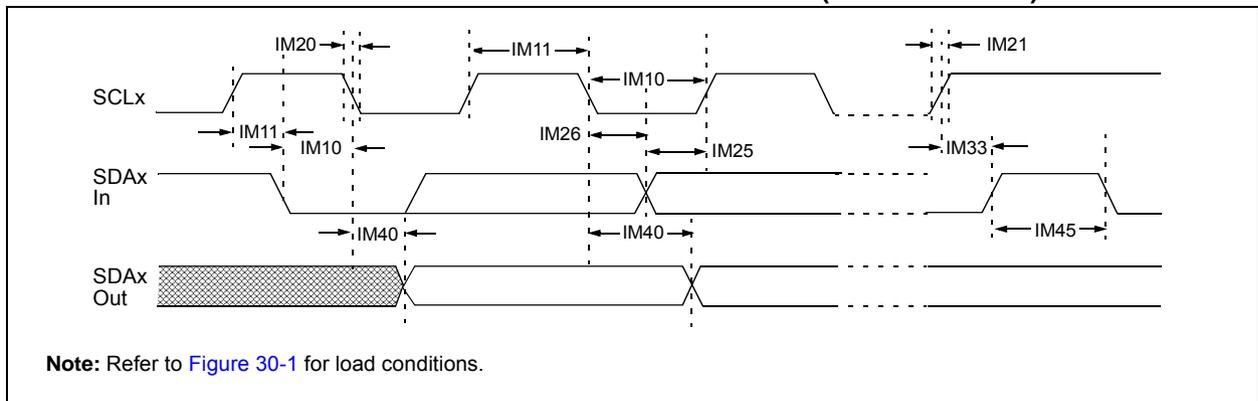 IM20
IM11
IM21
IM10
SCLx
IM11
IM10
IM26
IM25
IM33
SDAx
In
IM40
IM40
IM45
SDAx
Out
Note: Refer to Figure 30-1 for load conditions.